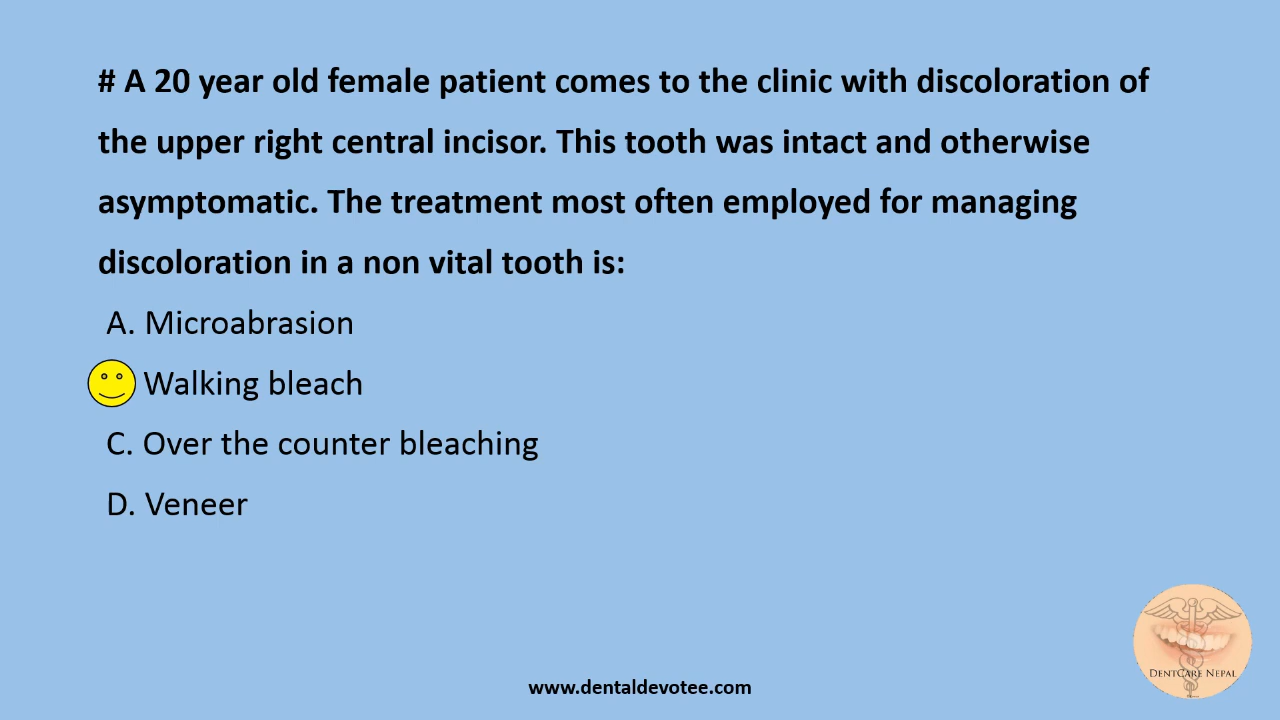 # A 20 year old female patient comes to the clinic with discoloration of
the upper right central incisor. This tooth was intact and otherwise
asymptomatic. The treatment most often employed for managing
discoloration in a non vital tooth is:
A. Microabrasion
Walking bleach
C. Over the counter bleaching
D. Veneer
DentCare Nepal
www.dentaldevotee.com